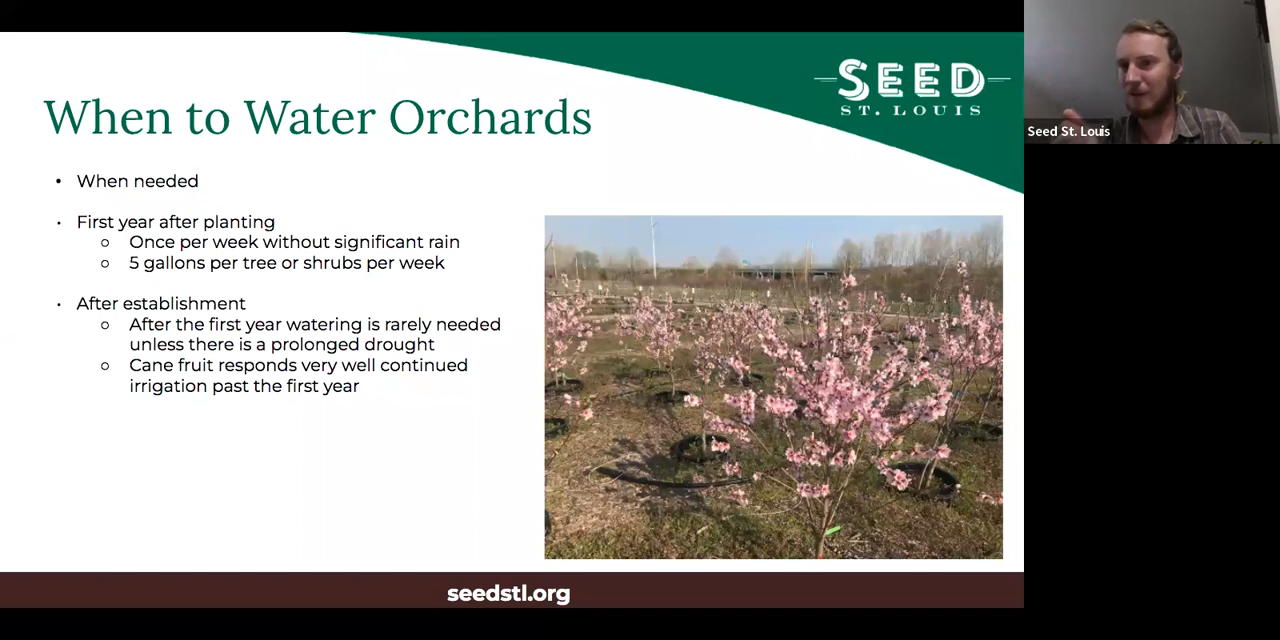 SEED
ST. LOUIS
When to Water Orchards
• When needed
• First year after planting
○ Once per week without significant rain
○ 5 gallons per tree or shrubs per week
• After establishment
○ After the first year watering is rarely needed
unless there is a prolonged drought
○ Cane fruit responds very well continued
irrigation past the first year
seedstl.org
Seed St. Louis